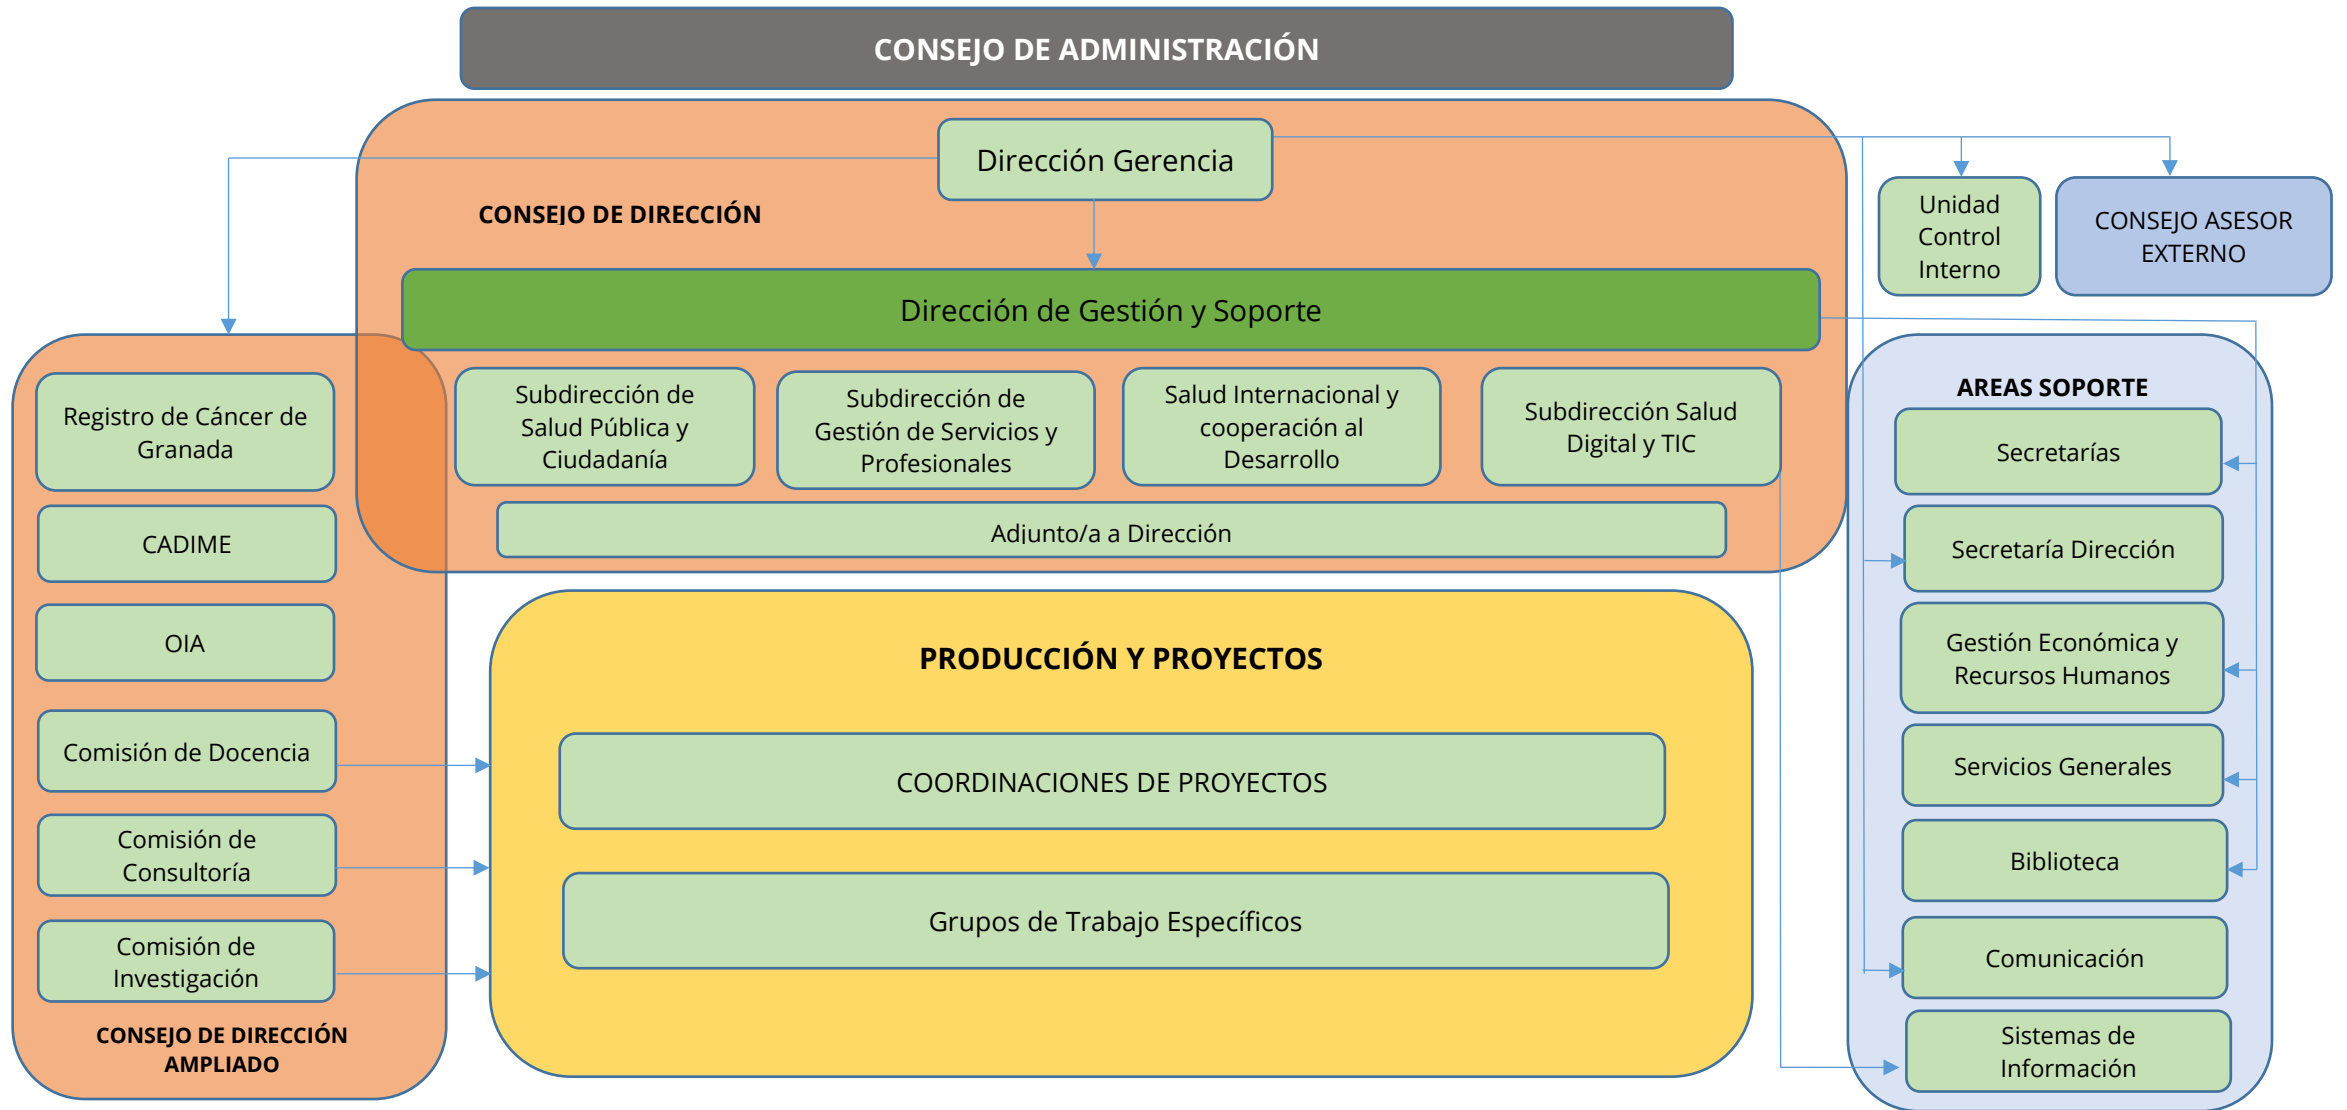 CONSEJO DE ADMINISTRACIÓN
Dirección Gerencia
CONSEJO DE DIRECCIÓN
Unidad
Control
Interno
CONSEJO ASESOR
EXTERNO
Dirección de Gestión y Soporte
Registro de Cáncer de
Granada
CADIME
OIA
Comisión de Docencia
Comisión de
Consultoría
Comisión de
Investigación
CONSEJO DE DIRECCIÓN
AMPLIADO
Subdirección de
Salud Pública y
Ciudadanía
Subdirección de
Gestión de Servicios y
Profesionales
Salud Internacional y
cooperación al
Desarrollo
Subdirección Salud
Digital y TIC
Adjunto/a a Dirección
PRODUCCIÓN Y PROYECTOS
COORDINACIONES DE PROYECTOS
Grupos de Trabajo Específicos
AREAS SOPORTE
Secretarías
Secretaría Dirección
Gestión Económica y
Recursos Humanos
Servicios Generales
Biblioteca
Comunicación
Sistemas de
Información